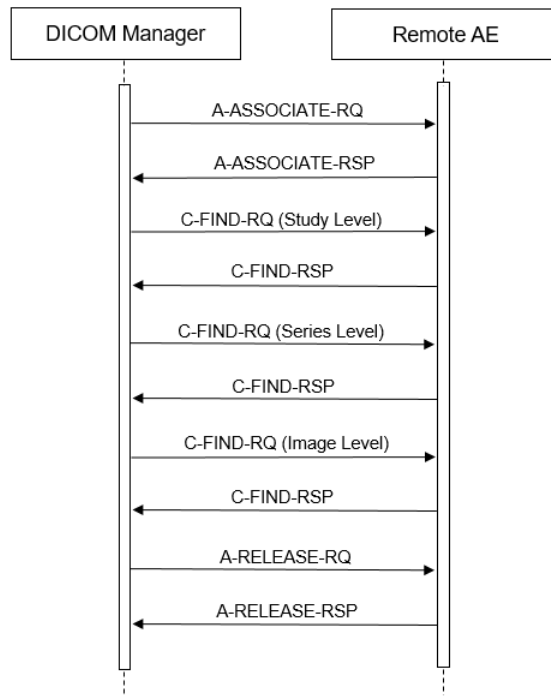 DICOM Manager
Remote AE
A-ASSOCIATE-RQ
A-ASSOCIATE-RSP
C-FIND-RQ (Study Level)
C-FIND-RSP
C-FIND-RQ (Series Level)
C-FIND-RSP
C-FIND-RQ (Image Level)
C-FIND-RSP
A-RELEASE-RQ
A-RELEASE-RSP